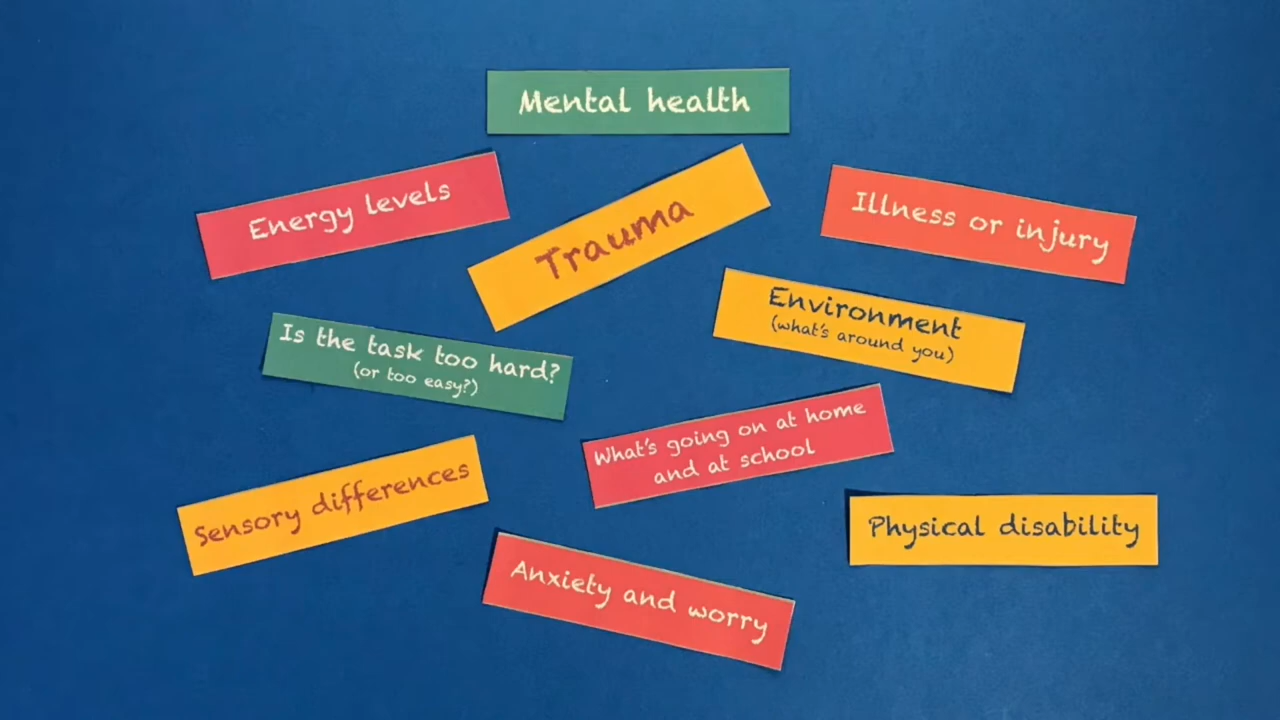 Mental health
Energy levels
Trauma
Illness or injury
Environment
(what's around you)
Is the task too hard?
(or too easy?)
What's going on at home
and at school
Sensory differences
Physical disability
Anxiety and worry